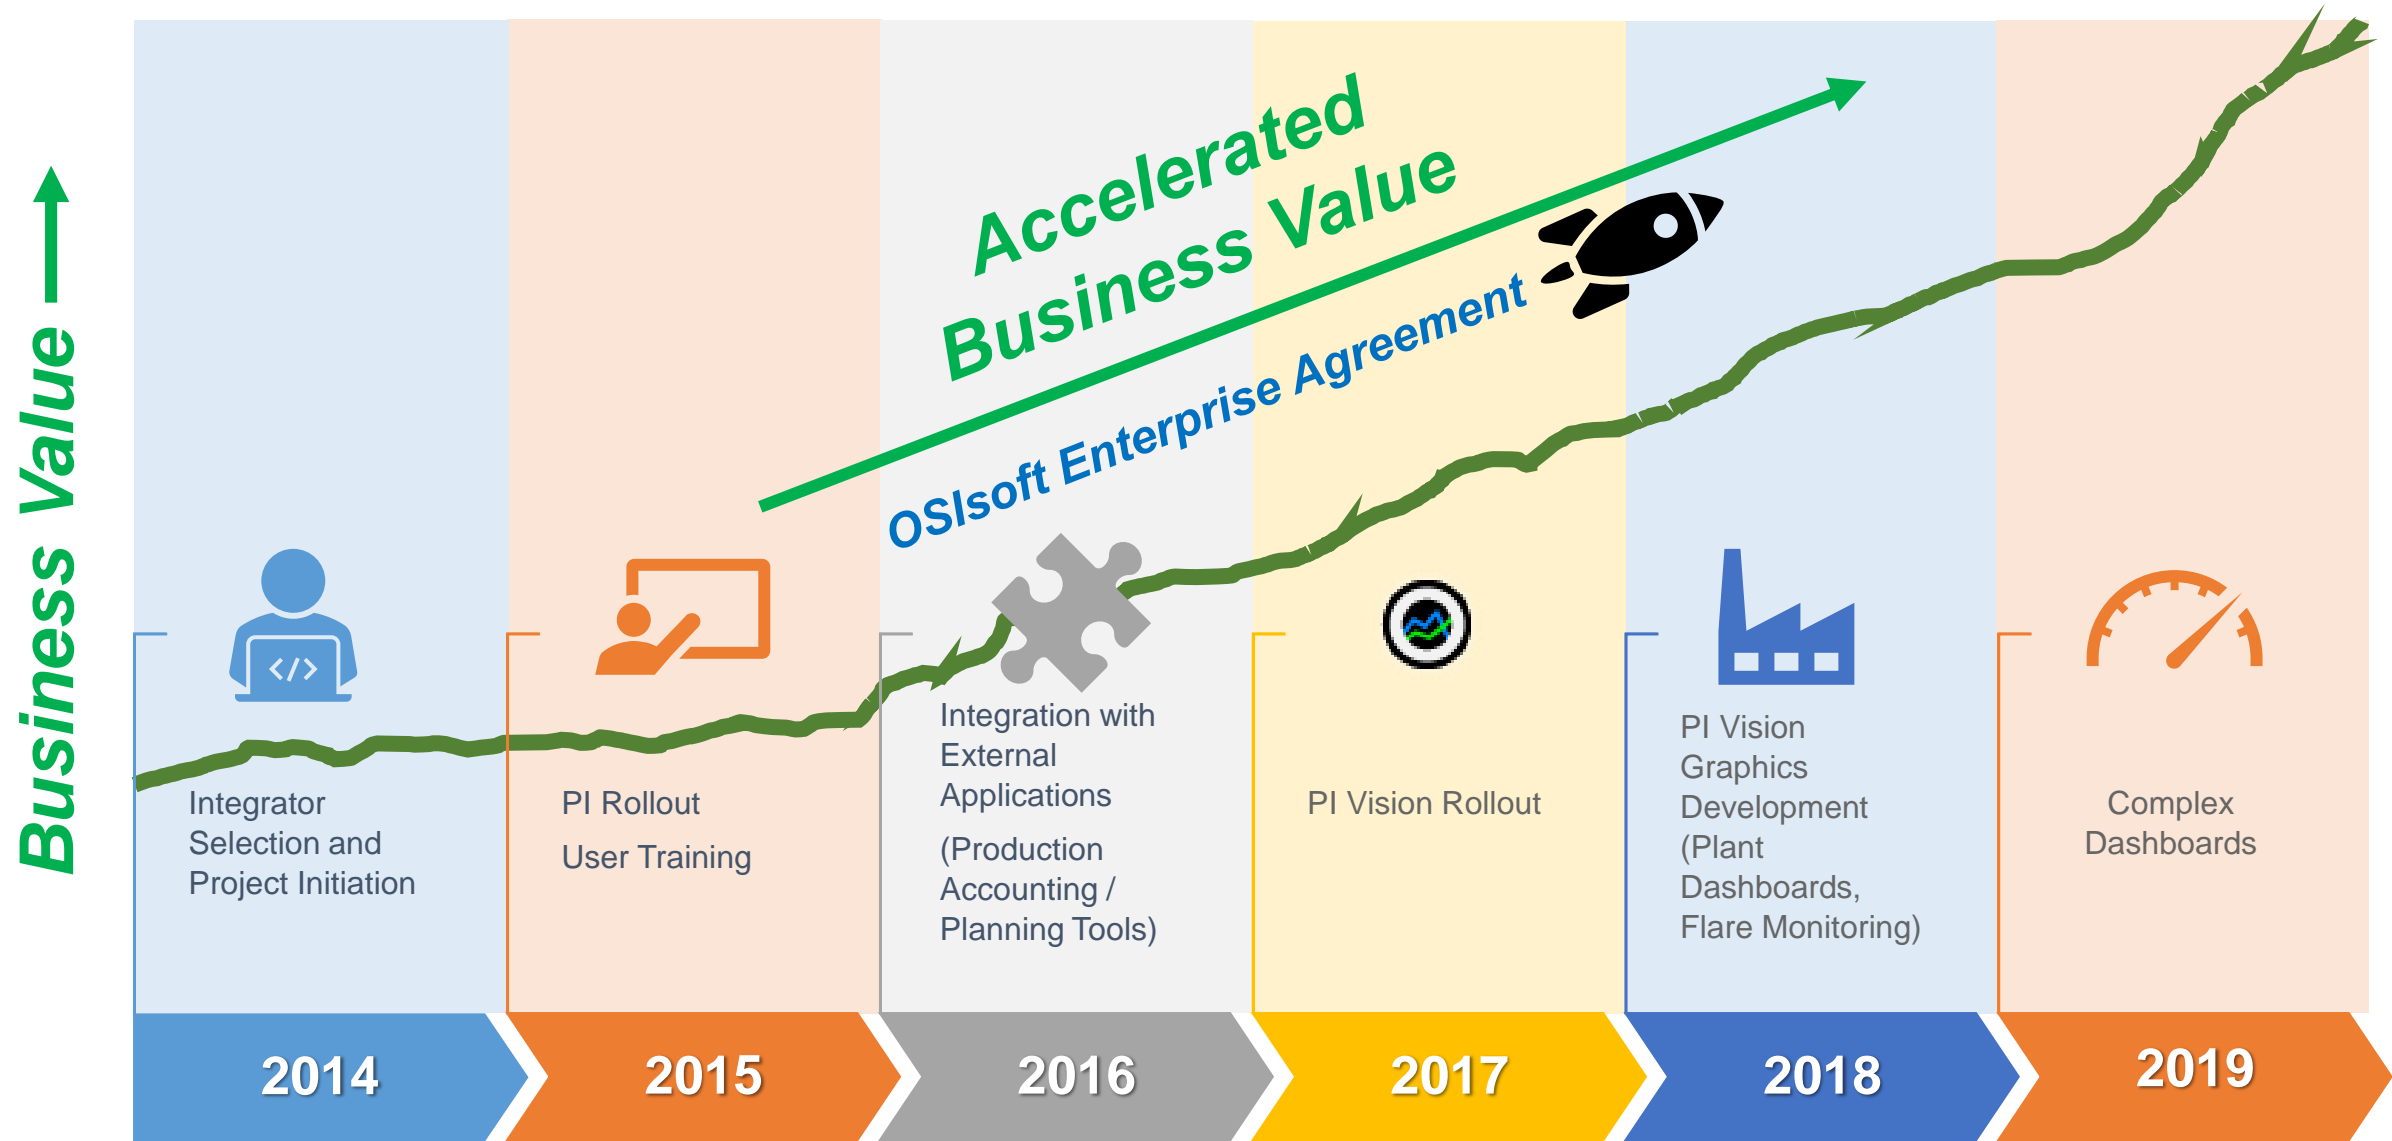 Business Value
Accelerated
Business Value
OSIsoft Enterprise Agreement
</>
Integrator
Selection and
Project Initiation
PI Rollout
User Training
Integration with
External
Applications
(Production
Accounting /
Planning Tools)
PI Vision Rollout
PI Vision
Graphics
Development
(Plant
Dashboards,
Flare Monitoring)
Complex
Dashboards
2014
2015
2016
2017
2018
2019